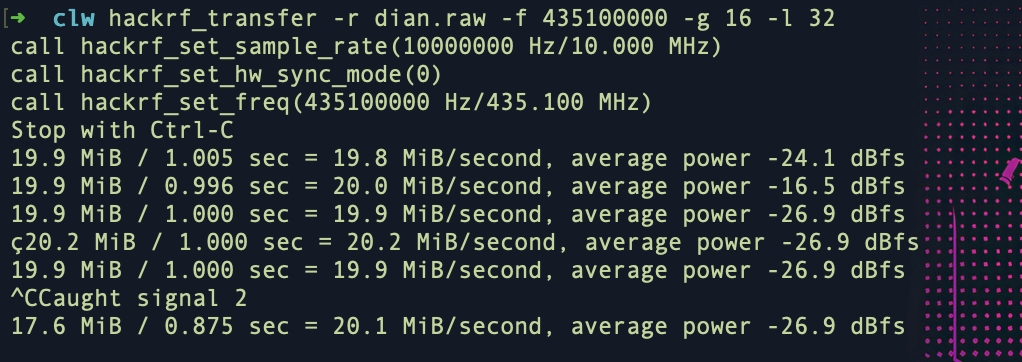 [➜  clw hackrf_transfer -r dian.raw -f 435100000 -g 16 -l 32
call hackrf_set_sample_rate(10000000 Hz/10.000 MHz)
call hackrf_set_hw_sync_mode(0)
call hackrf_set_freq(435100000 Hz/435.100 MHz)
Stop with Ctrl-C
19.9 MiB / 1.005 sec = 19.8 MiB/second, average power -24.1 dBfs
19.9 MiB / 0.996 sec = 20.0 MiB/second, average power -16.5 dBfs
19.9 MiB / 1.000 sec = 19.9 MiB/second, average power -26.9 dBfs
ç20.2 MiB / 1.000 sec = 20.2 MiB/second, average power -26.9 dBfs
19.9 MiB / 1.000 sec = 19.9 MiB/second, average power -26.9 dBfs
^CCaught signal 2
17.6 MiB / 0.875 sec = 20.1 MiB/second, average power -26.9 dBfs